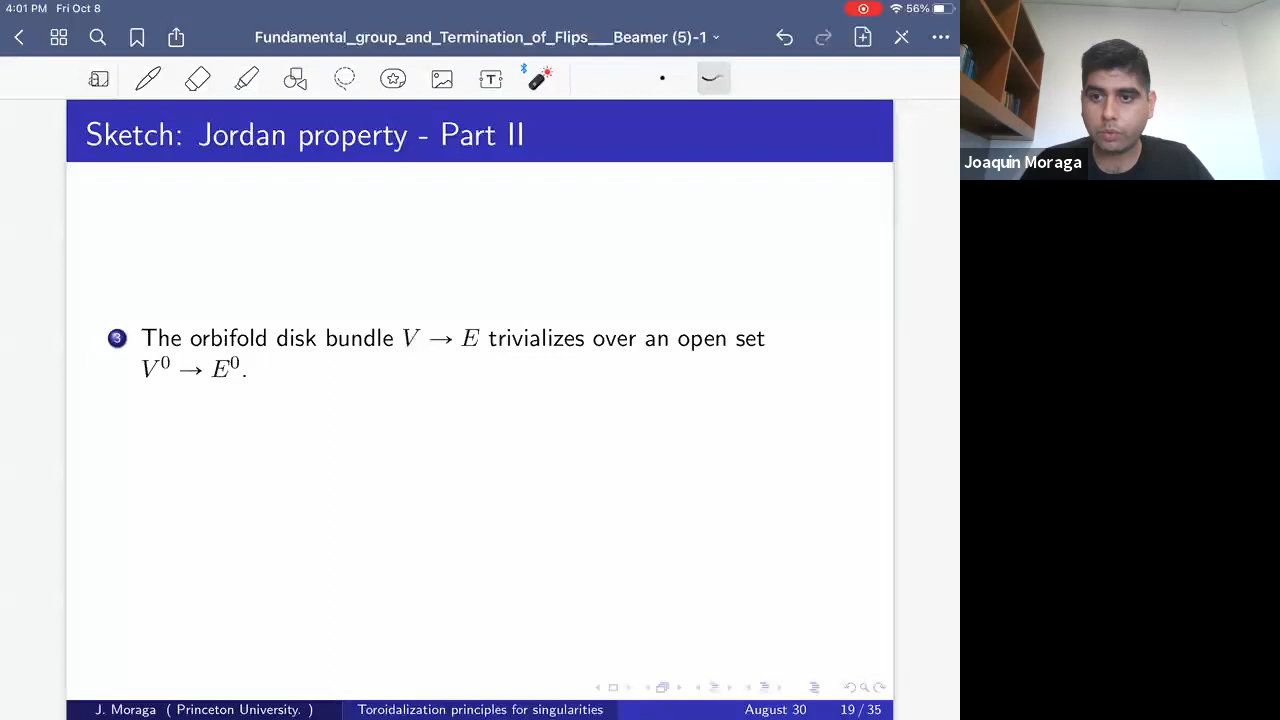 4:01 PM Fri Oct 8
56%
Fundamental_group_and_Termination_of_Flips___Beamer (5)-1
T
Sketch: Jordan property - Part II
Joaquin Moraga
3 The orbifold disk bundle V → E trivializes over an open set
V⁰ → E⁰.
J. Moraga ( Princeton University. ) Toroidalization principles for singularities August 30 19 / 35